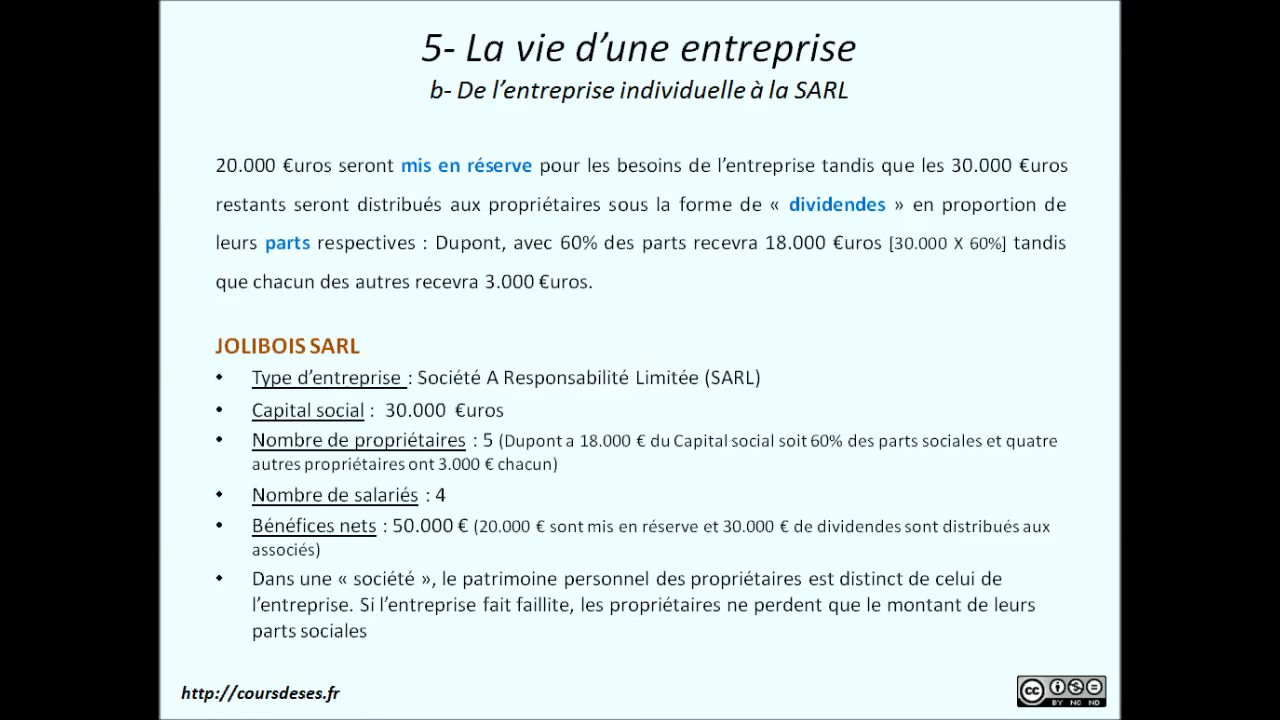 5- La vie d’une entreprise
b- De l’entreprise individuelle à la SARL
20.000 €uros seront mis en réserve pour les besoins de l’entreprise tandis que les 30.000 €uros
restants seront distribués aux propriétaires sous la forme de « dividendes » en proportion de
leurs parts respectives : Dupont, avec 60% des parts recevra 18.000 €uros [30.000 X 60%] tandis
que chacun des autres recevra 3.000 €uros.
JOLIBOIS SARL
• Type d’entreprise : Société A Responsabilité Limitée (SARL)
• Capital social : 30.000 €uros
• Nombre de propriétaires : 5 (Dupont a 18.000 € du Capital social soit 60% des parts sociales et quatre
autres propriétaires ont 3.000 € chacun)
• Nombre de salariés : 4
• Bénéfices nets : 50.000 € (20.000 € sont mis en réserve et 30.000 € de dividendes sont distribués aux
associés)
• Dans une « société », le patrimoine personnel des propriétaires est distinct de celui de
l’entreprise. Si l’entreprise fait faillite, les propriétaires ne perdent que le montant de leurs
parts sociales
http://coursdeses.fr
cc
BY NC ND